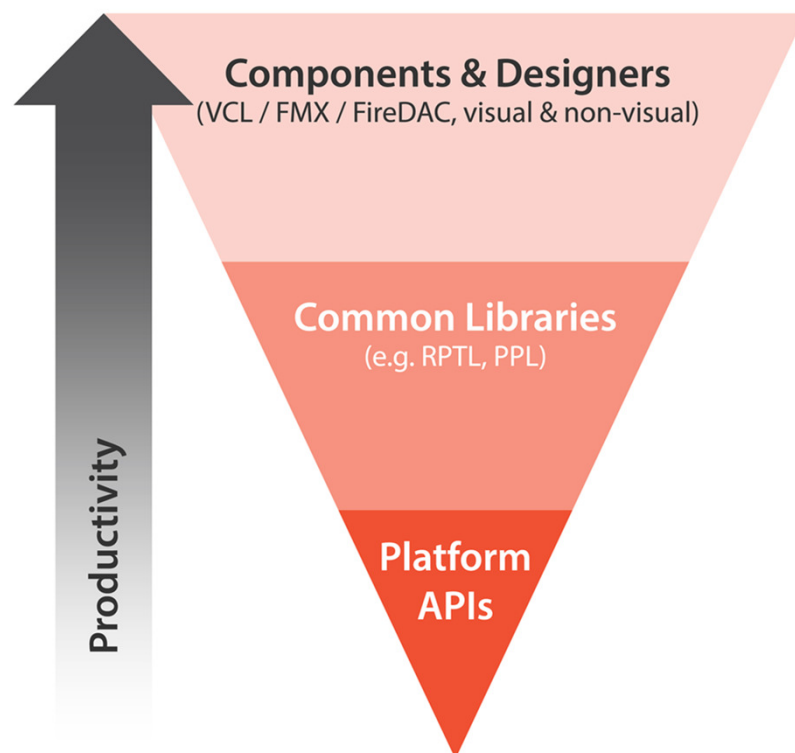 Components & Designers
(VCL / FMX / FireDAC, visual & non-visual)
Common Libraries
(e.g. RPTL, PPL)
Platform
APIs
Productivity